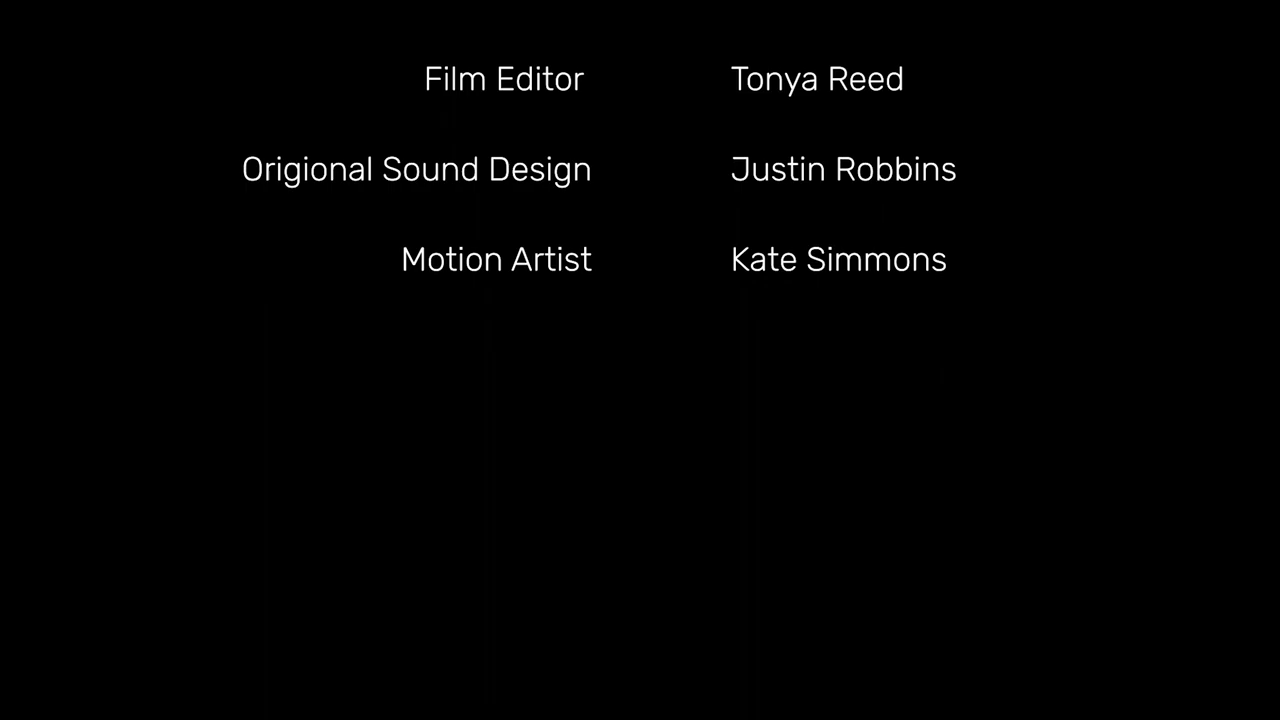 Film Editor Tonya Reed
Origional Sound Design Justin Robbins
Motion Artist Kate Simmons